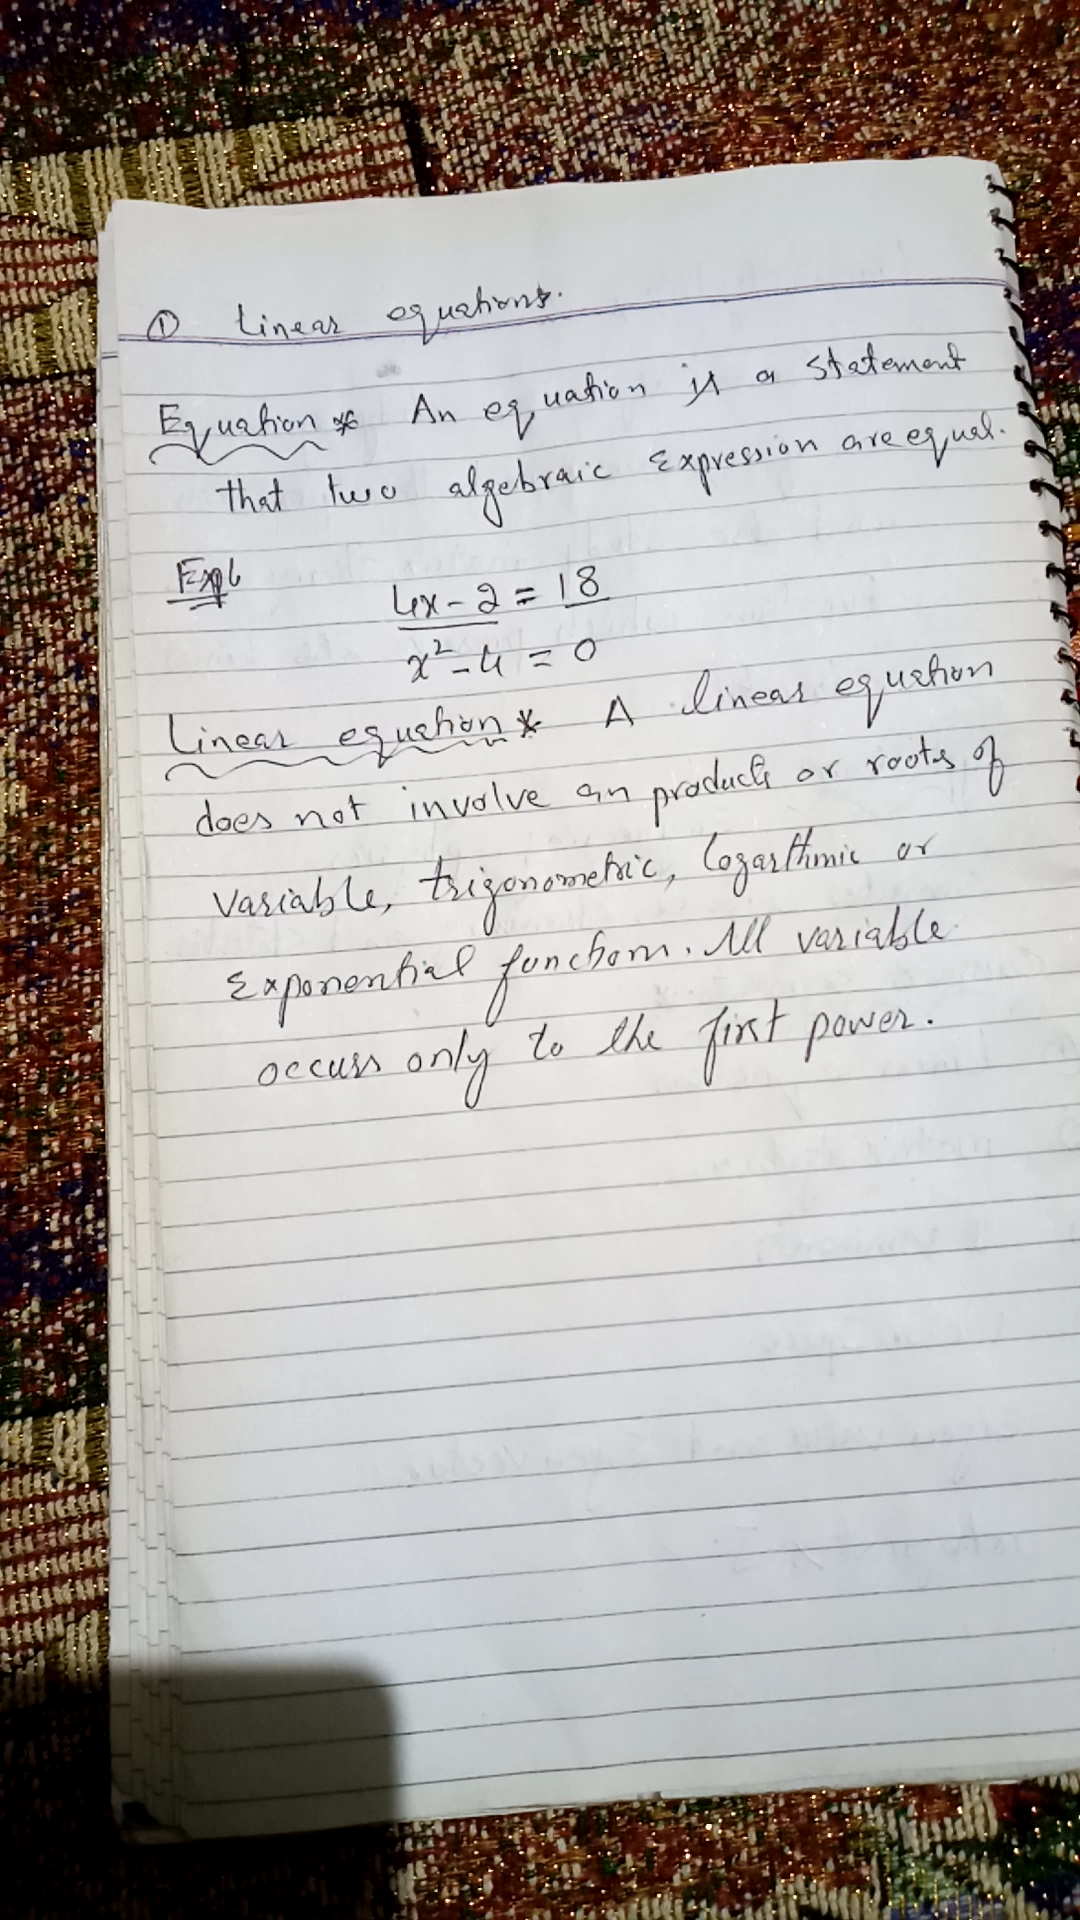 ① Linear equations.
Equation * An equation is a statement
that two algebraic Expression are equal.
Expl
4x - 2 = 18
x² - 4 = 0
Linear equation * A linear equation
does not involve an products or roots of
variable, trigonometric, logarthmic or
Exponential functions. All variable
occurs only to the first power.